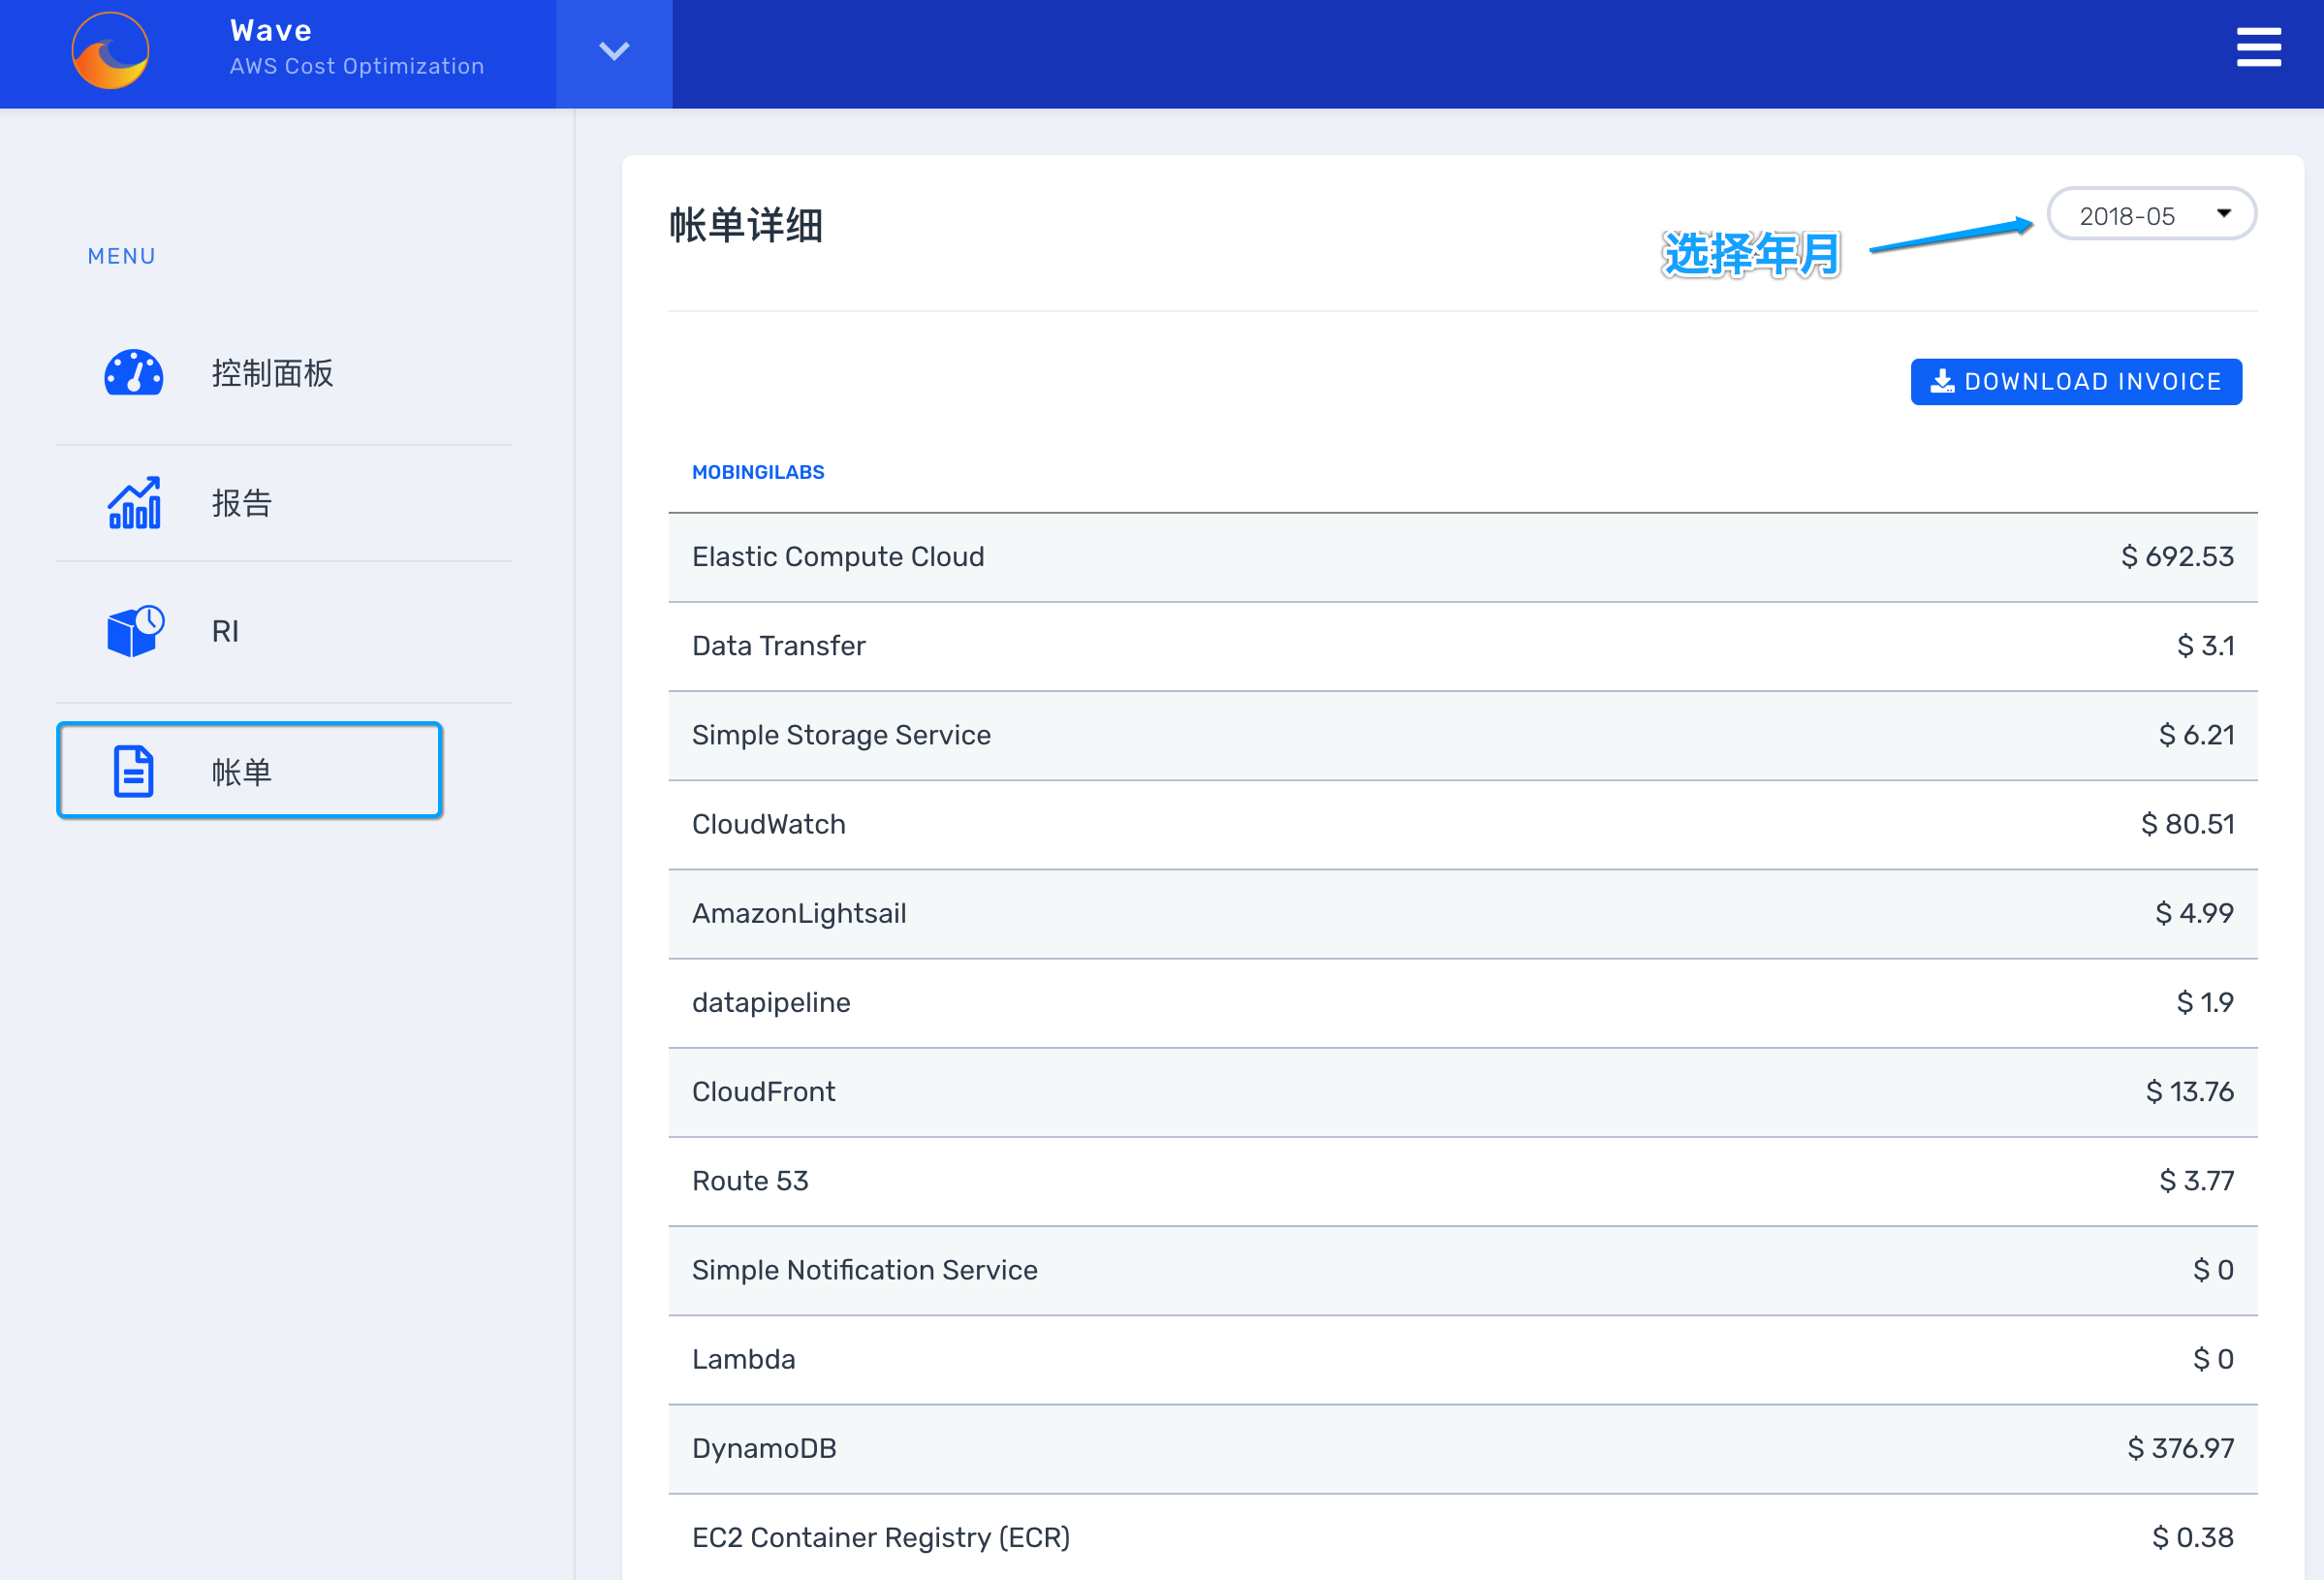 Wave
AWS Cost Optimization
MENU
控制面板
报告
RI
帐单
帐单详细
选择年月
2018-05
DOWNLOAD INVOICE
MOBINGILABS
Elastic Compute Cloud $ 692.53
Data Transfer $ 3.1
Simple Storage Service $ 6.21
CloudWatch $ 80.51
AmazonLightsail $ 4.99
datapipeline $ 1.9
CloudFront $ 13.76
Route 53 $ 3.77
Simple Notification Service $ 0
Lambda $ 0
DynamoDB $ 376.97
EC2 Container Registry (ECR) $ 0.38